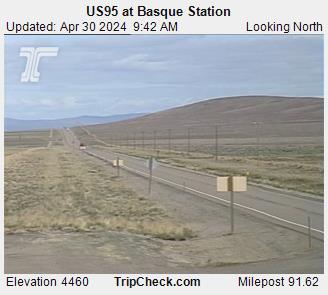 US95 at Basque Station
Updated: Apr 30 2024 9:42 AM Looking North
Elevation 4460 TripCheck.com Milepost 91.62